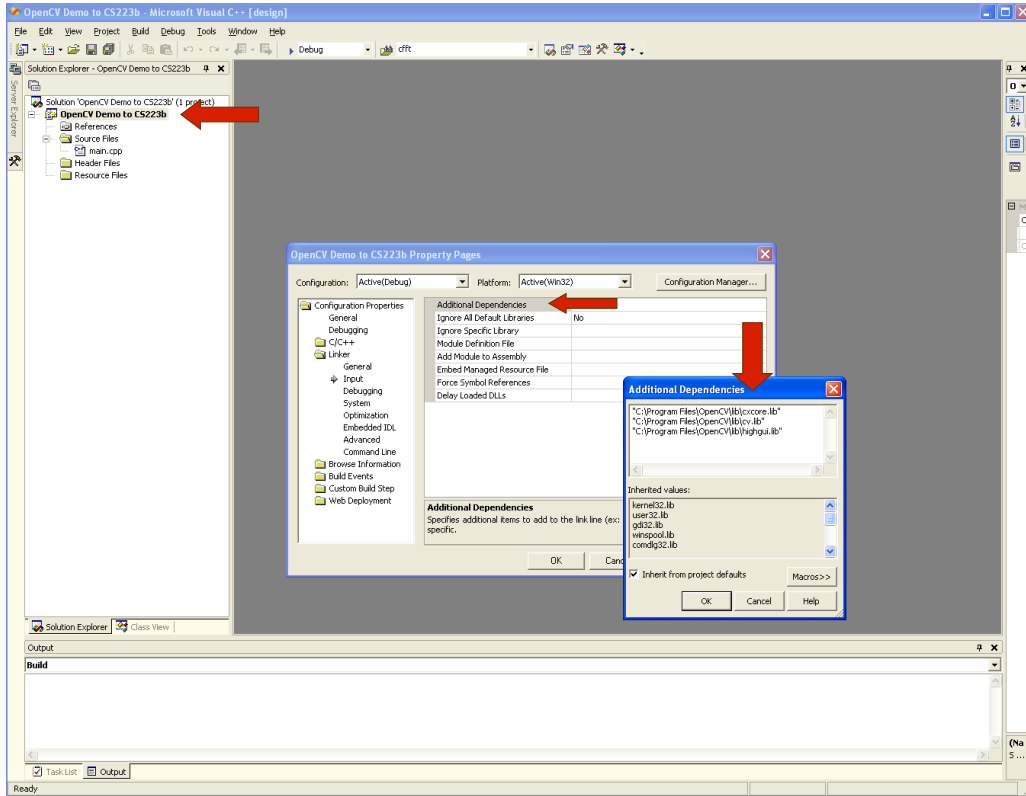 OpenCV Demo to CS223b - Microsoft Visual C++ [design]
File Edit View Project Build Debug Tools Window Help
Debug cfft
Solution Explorer - OpenCV Demo to CS223b
Server Explorer
Solution 'OpenCV Demo to CS223b' (1 project)
OpenCV Demo to CS223b
References
Source Files
main.cpp
Header Files
Resource Files
OpenCV Demo to CS223b Property Pages
Configuration: Active(Debug) Platform: Active(Win32) Configuration Manager...
Configuration Properties
General
Debugging
C/C++
Linker
General
Input
Debugging
System
Optimization
Embedded IDL
Advanced
Command Line
Browse Information
Build Events
Custom Build Step
Web Deployment
Additional Dependencies
Ignore All Default Libraries No
Ignore Specific Library
Module Definition File
Add Module to Assembly
Embed Managed Resource File
Force Symbol References
Delay Loaded DLLs
Additional Dependencies
Specifies additional items to add to the link line (ex:
specific.
OK
Additional Dependencies
"C:\Program Files\OpenCV\lib\cxcore.lib"
"C:\Program Files\OpenCV\lib\cv.lib"
"C:\Program Files\OpenCV\lib\highgui.lib"
Inherited values:
kernel32.lib
user32.lib
gdi32.lib
winspool.lib
comdlg32.lib
Inherit from project defaults
Macros>>
OK Cancel Help
Solution Explorer Class View
Output
Build
(Na
S...
Task List Output
Ready